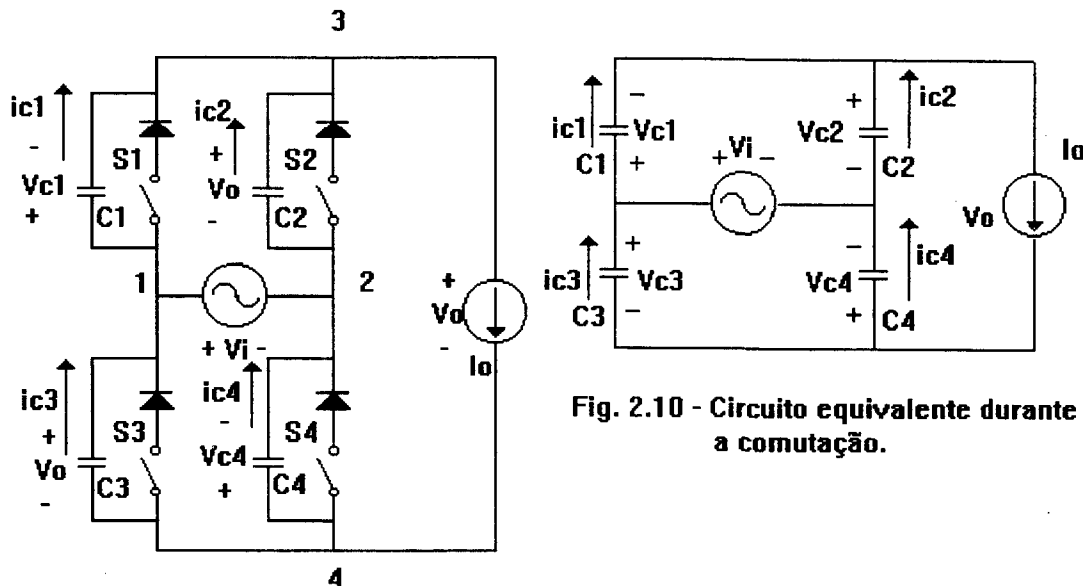 3
ic1
-
Vc1
+
C1
S1
ic2
+
Vo
-
C2
S2
1
2
+ Vi -
+
Vo
-
Io
ic3
+
Vo
-
C3
S3
ic4
-
Vc4
+
C4
S4
4
ic1
-
Vc1
+
C1
+ Vi -
+
Vc2
-
ic2
C2
Io
Vo
ic3
+
Vc3
-
C3
-
Vc4
+
ic4
C4
Fig. 2.10 - Circuito equivalente durante
a comutação.